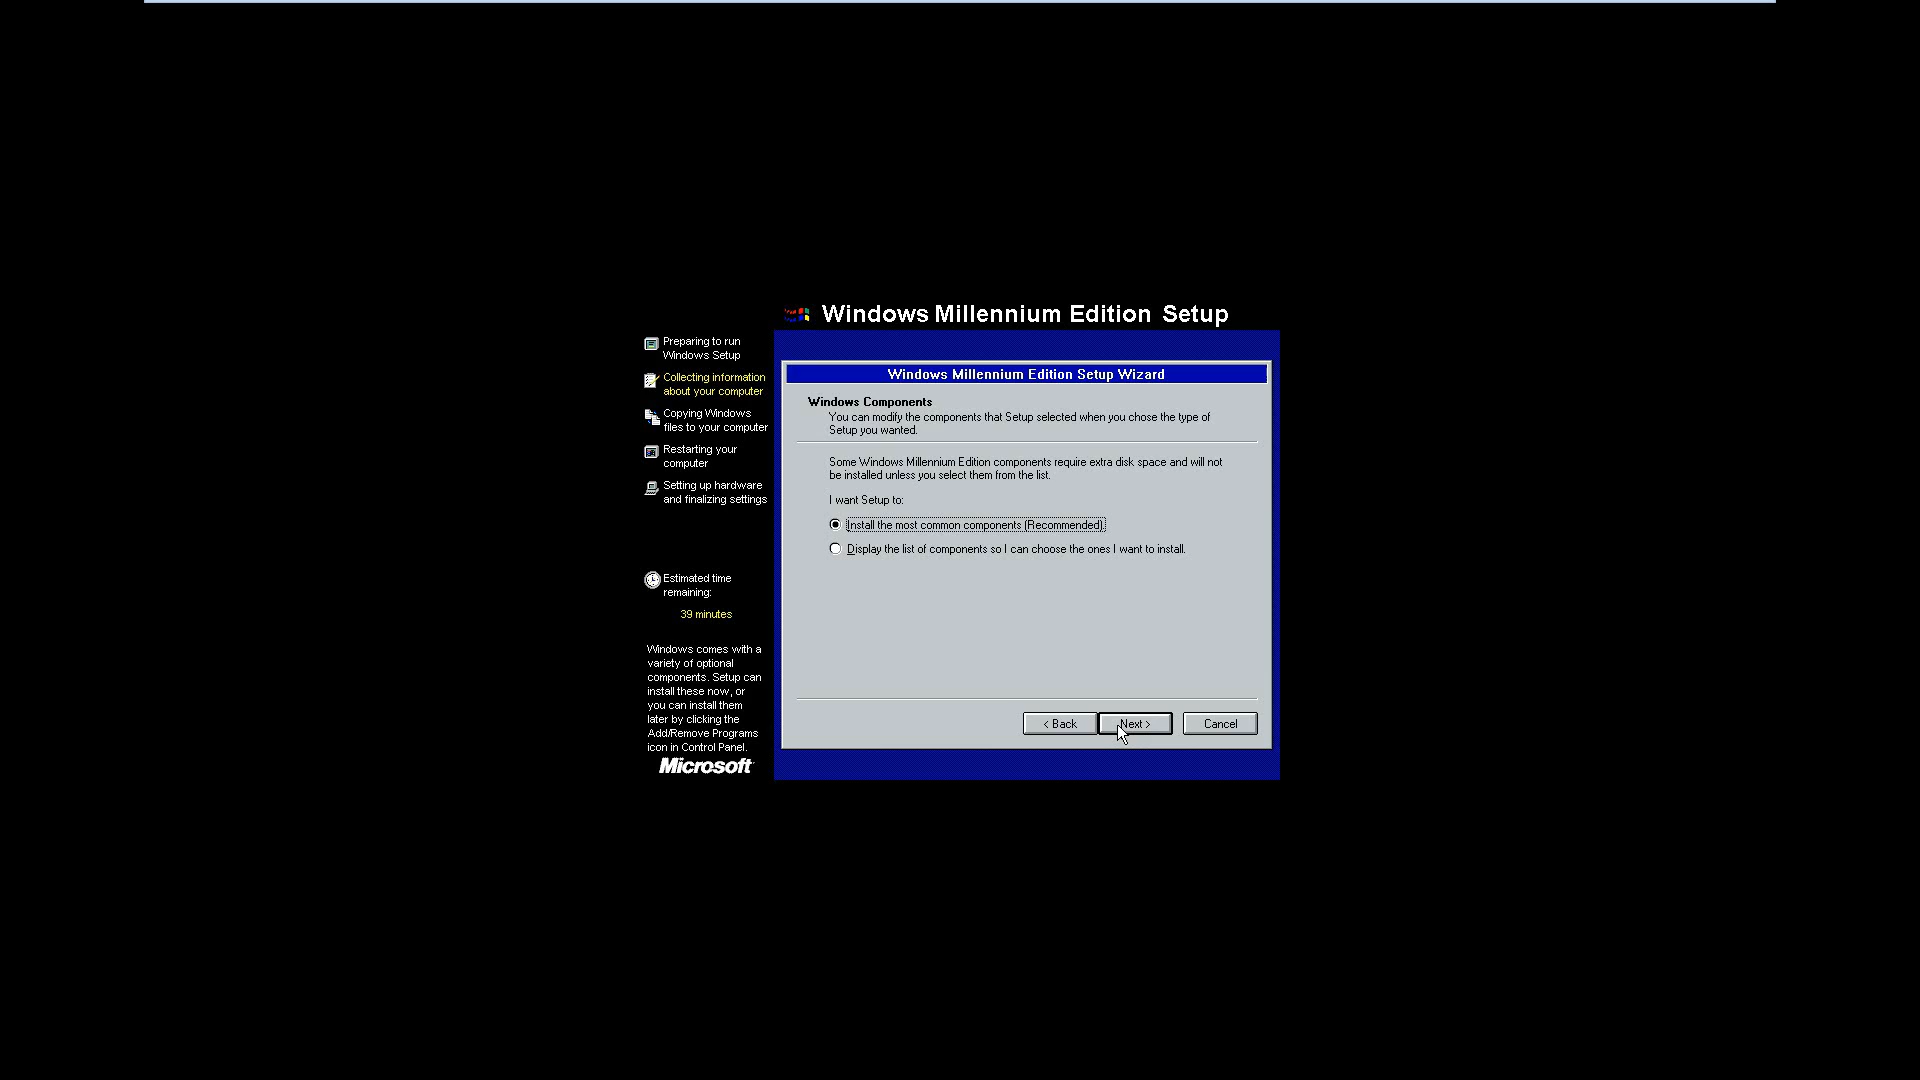 Windows Millennium Edition Setup
Preparing to run
Windows Setup
Collecting information
about your computer
Copying Windows
files to your computer
Restarting your
computer
Setting up hardware
and finalizing settings
Estimated time
remaining:
39 minutes
Windows comes with a
variety of optional
components. Setup can
install these now, or
you can install them
later by clicking the
Add/Remove Programs
icon in Control Panel.
Microsoft
Windows Millennium Edition Setup Wizard
Windows Components
You can modify the components that Setup selected when you chose the type of
Setup you wanted.
Some Windows Millennium Edition components require extra disk space and will not
be installed unless you select them from the list.
I want Setup to:
Install the most common components (Recommended).
Display the list of components so I can choose the ones I want to install.
< Back
Next >
Cancel